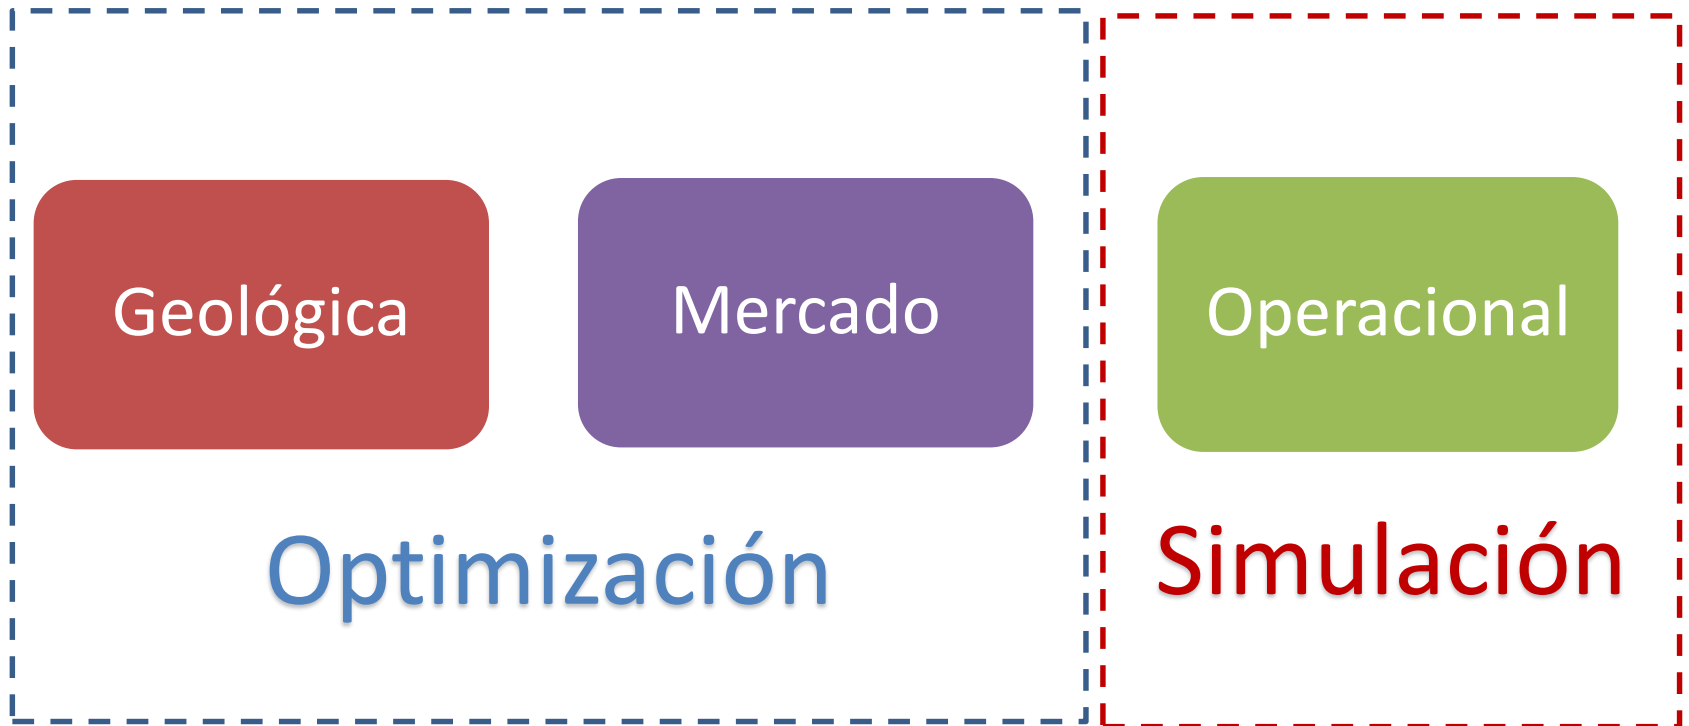 Geológica
Mercado
Operacional
Optimización
Simulación